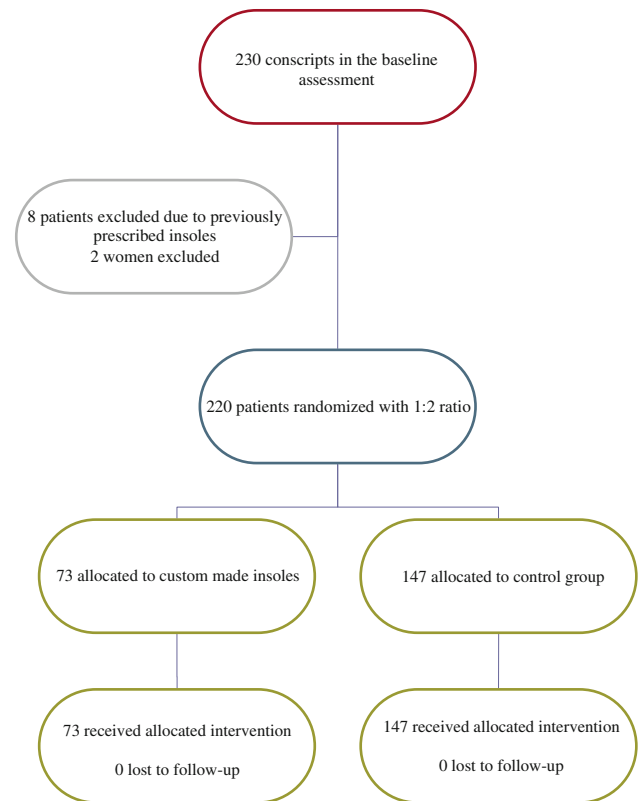 230 conscripts in the baseline
assessment
8 patients excluded due to previously
prescribed insoles
2 women excluded
220 patients randomized with 1:2 ratio
73 allocated to custom made insoles
147 allocated to control group
73 received allocated intervention
0 lost to follow-up
147 received allocated intervention
0 lost to follow-up